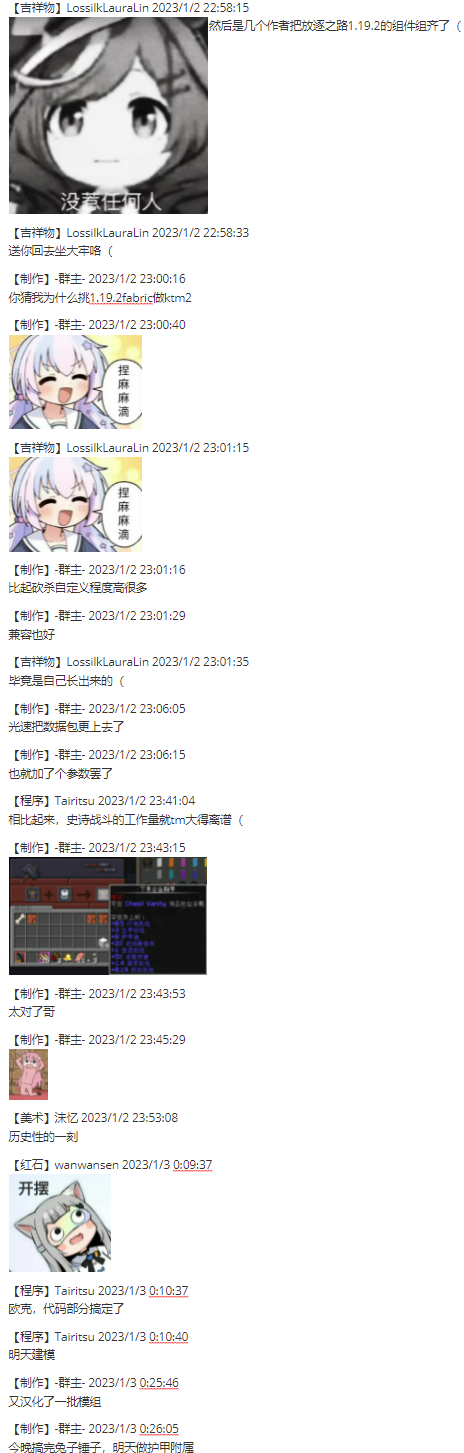 【吉祥物】LossilkLauraLin 2023/1/2 22:58:15
然后是几个作者把放逐之路1.19.2的组件组齐了（
没惹任何人
【吉祥物】LossilkLauraLin 2023/1/2 22:58:33
送你回去坐大牢咯（
【制作】-群主- 2023/1/2 23:00:16
你猜我为什么挑1.19.2fabric做ktm2
【制作】-群主- 2023/1/2 23:00:40
捏麻麻滴
【吉祥物】LossilkLauraLin 2023/1/2 23:01:15
捏麻麻滴
【制作】-群主- 2023/1/2 23:01:16
比起砍杀自定义程度高很多
【制作】-群主- 2023/1/2 23:01:29
兼容也好
【吉祥物】LossilkLauraLin 2023/1/2 23:01:35
毕竟是自己长出来的（
【制作】-群主- 2023/1/2 23:06:05
光速把数据包更上去了
【制作】-群主- 2023/1/2 23:06:15
也就加了个参数罢了
【程序】Tairitsu 2023/1/2 23:41:04
相比起来，史诗战斗的工作量就tm大得离谱（
【制作】-群主- 2023/1/2 23:43:15
Chest Vanity
【制作】-群主- 2023/1/2 23:43:53
太对了哥
【制作】-群主- 2023/1/2 23:45:29
【美术】沫忆 2023/1/2 23:53:08
历史性的一刻
【红石】wanwansen 2023/1/3 0:09:37
开摆
【程序】Tairitsu 2023/1/3 0:10:37
欧克，代码部分搞定了
【程序】Tairitsu 2023/1/3 0:10:40
明天建模
【制作】-群主- 2023/1/3 0:25:46
又汉化了一批模组
【制作】-群主- 2023/1/3 0:26:05
今晚搞完兔子锤子，明天做护甲附属